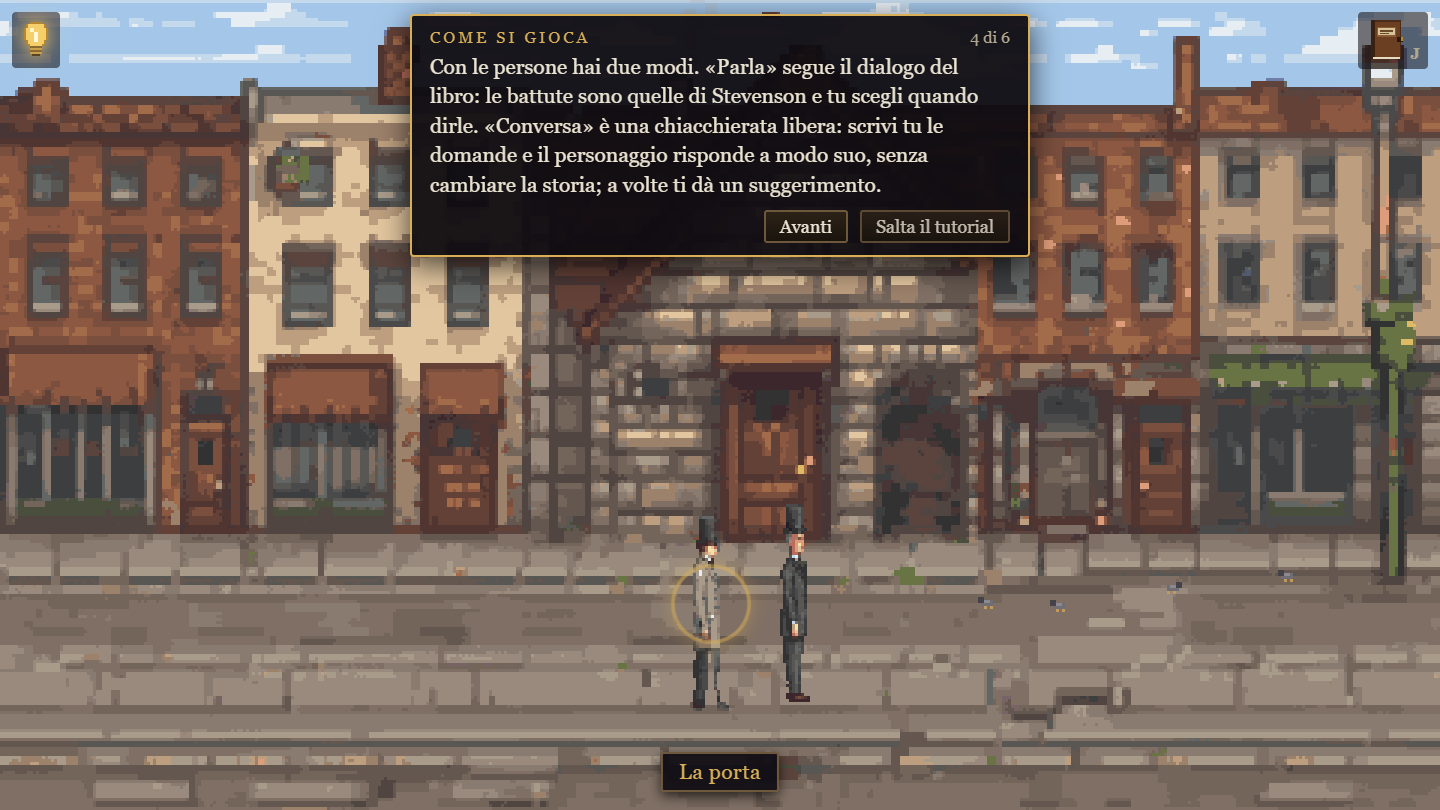 COME SI GIOCA
4 di 6
Con le persone hai due modi. «Parla» segue il dialogo del
libro: le battute sono quelle di Stevenson e tu scegli quando
dirle. «Conversa» è una chiacchierata libera: scrivi tu le
domande e il personaggio risponde a modo suo, senza
cambiare la storia; a volte ti dà un suggerimento.
Avanti
Salta il tutorial
J
La porta